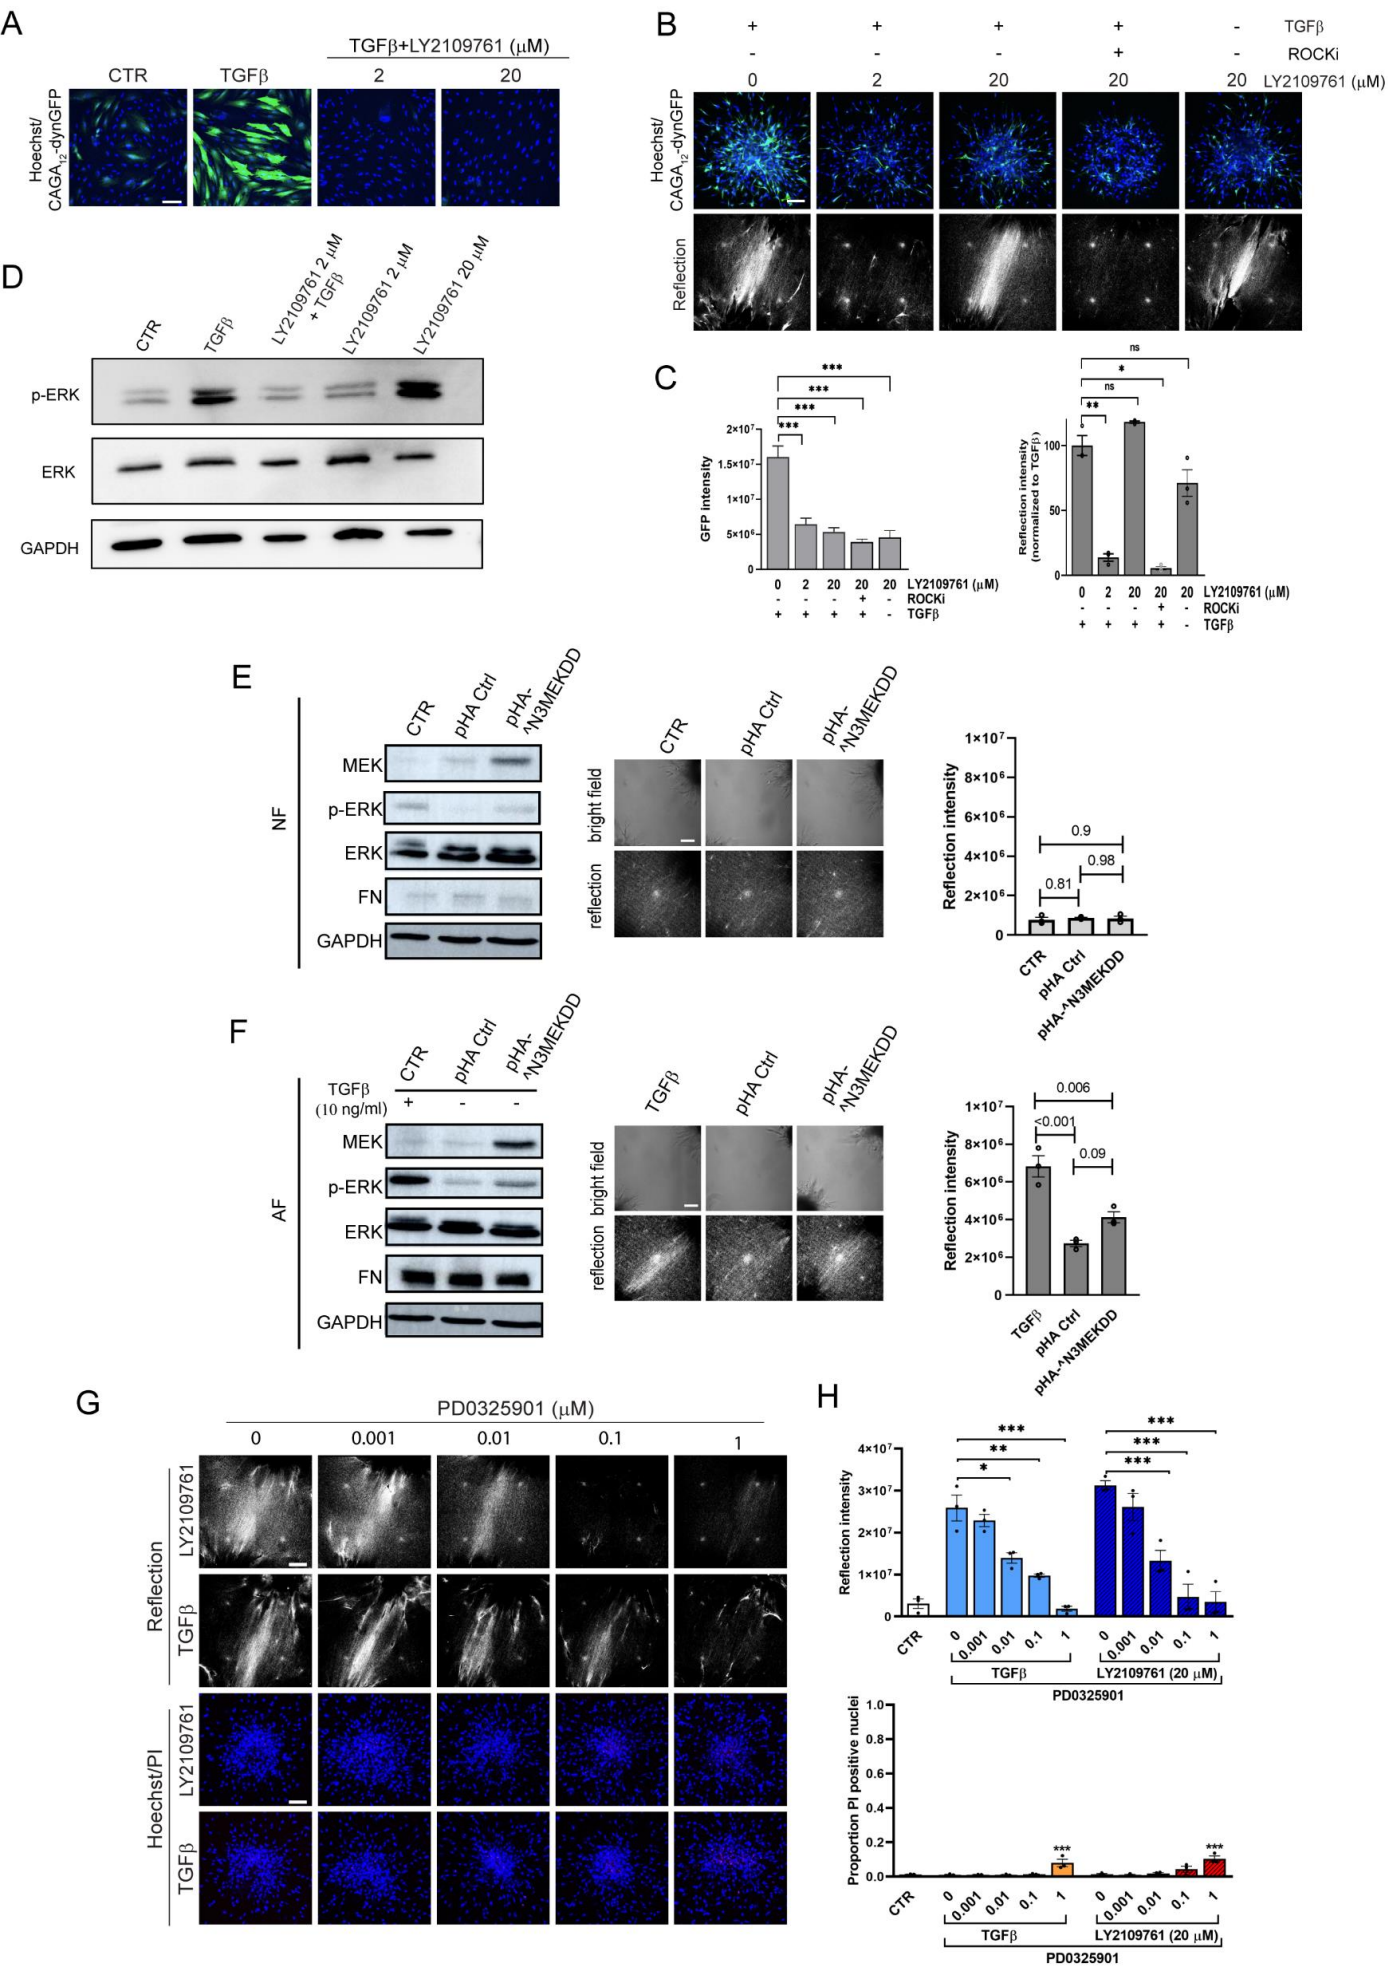 A
TGFβ+LY2109761 (μM)
CTR TGFβ 2 20
Hoechst/
CAGA12-dynGFP
B
+ + + + - TGFβ
- - - + - ROCKi
0 2 20 20 20 LY2109761 (μM)
Hoechst/
CAGA12-dynGFP
Reflection
D
CTR
TGFβ
LY2109761 2 μM
+ TGFβ
LY2109761 2 μM
LY2109761 20 μM
p-ERK
ERK
GAPDH
C
***
***
***
***
2×10⁷
1.5×10⁷
1×10⁷
5×10⁶
0
GFP intensity
0 2 20 20 20 LY2109761 (μM)
- - - + - ROCKi
+ + + + - TGFβ
ns
*
ns
**
100
50
0
Reflection intensity
(normalized to TGFβ)
0 2 20 20 20 LY2109761 (μM)
- - - + - ROCKi
+ + + + - TGFβ
E
NF
CTR
pHA Ctrl
pHA-
^N3MEKDD
MEK
p-ERK
ERK
FN
GAPDH
CTR
pHA Ctrl
pHA-
^N3MEKDD
bright field
reflection
Reflection intensity
1×10⁷
8×10⁶
6×10⁶
4×10⁶
2×10⁶
0
0.9
0.98
0.81
CTR
pHA Ctrl
pHA-^N3MEKDD
F
AF
CTR
pHA Ctrl
pHA-
^N3MEKDD
TGFβ
(10 ng/ml)
+ - -
MEK
p-ERK
ERK
FN
GAPDH
TGFβ
pHA Ctrl
pHA-
^N3MEKDD
bright field
reflection
Reflection intensity
1×10⁷
8×10⁶
6×10⁶
4×10⁶
2×10⁶
0
0.006
<0.001
0.09
TGFβ
pHA Ctrl
pHA-^N3MEKDD
G
PD0325901 (μM)
0 0.001 0.01 0.1 1
Reflection
LY2109761
TGFβ
Hoechst/PI
LY2109761
TGFβ
H
Reflection intensity
4×10⁷
3×10⁷
2×10⁷
1×10⁷
0
***
**
*
***
***
***
CTR 0 0.001 0.01 0.1 1 0 0.001 0.01 0.1 1
TGFβ LY2109761 (20 μM)
PD0325901
Proportion PI positive nuclei
1.0
0.8
0.6
0.4
0.2
0.0
*** ***
CTR 0 0.001 0.01 0.1 1 0 0.001 0.01 0.1 1
TGFβ LY2109761 (20 μM)
PD0325901